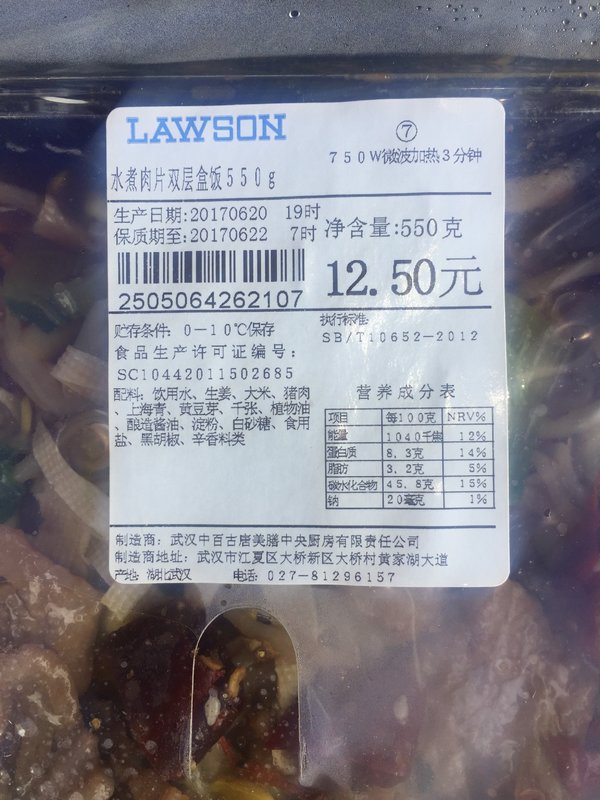 LAWSON
⑦
750W微波加热3分钟
水煮肉片双层盒饭550g
生产日期:20170620 19时
保质期至:20170622 7时
净含量:550克
12.50元
2505064262107
贮存条件: 0-10℃保存
执行标准:
SB/T10652-2012
食品生产许可证编号:
SC10442011502685
配料: 饮用水、生姜、大米、猪肉
、上海青、黄豆芽、千张、植物油
、酿造酱油、淀粉、白砂糖、食用
盐、黑胡椒、辛香料类
营养成分表
项目 每100克 NRV%
能量 1040千焦 12%
蛋白质 8.3克 14%
脂肪 3.2克 5%
碳水化合物 45.8克 15%
钠 20毫克 1%
制造商: 武汉中百古唐美膳中央厨房有限责任公司
制造商地址: 武汉市江夏区大桥新区大桥村黄家湖大道
产地: 湖北武汉 电话: 027-81296157